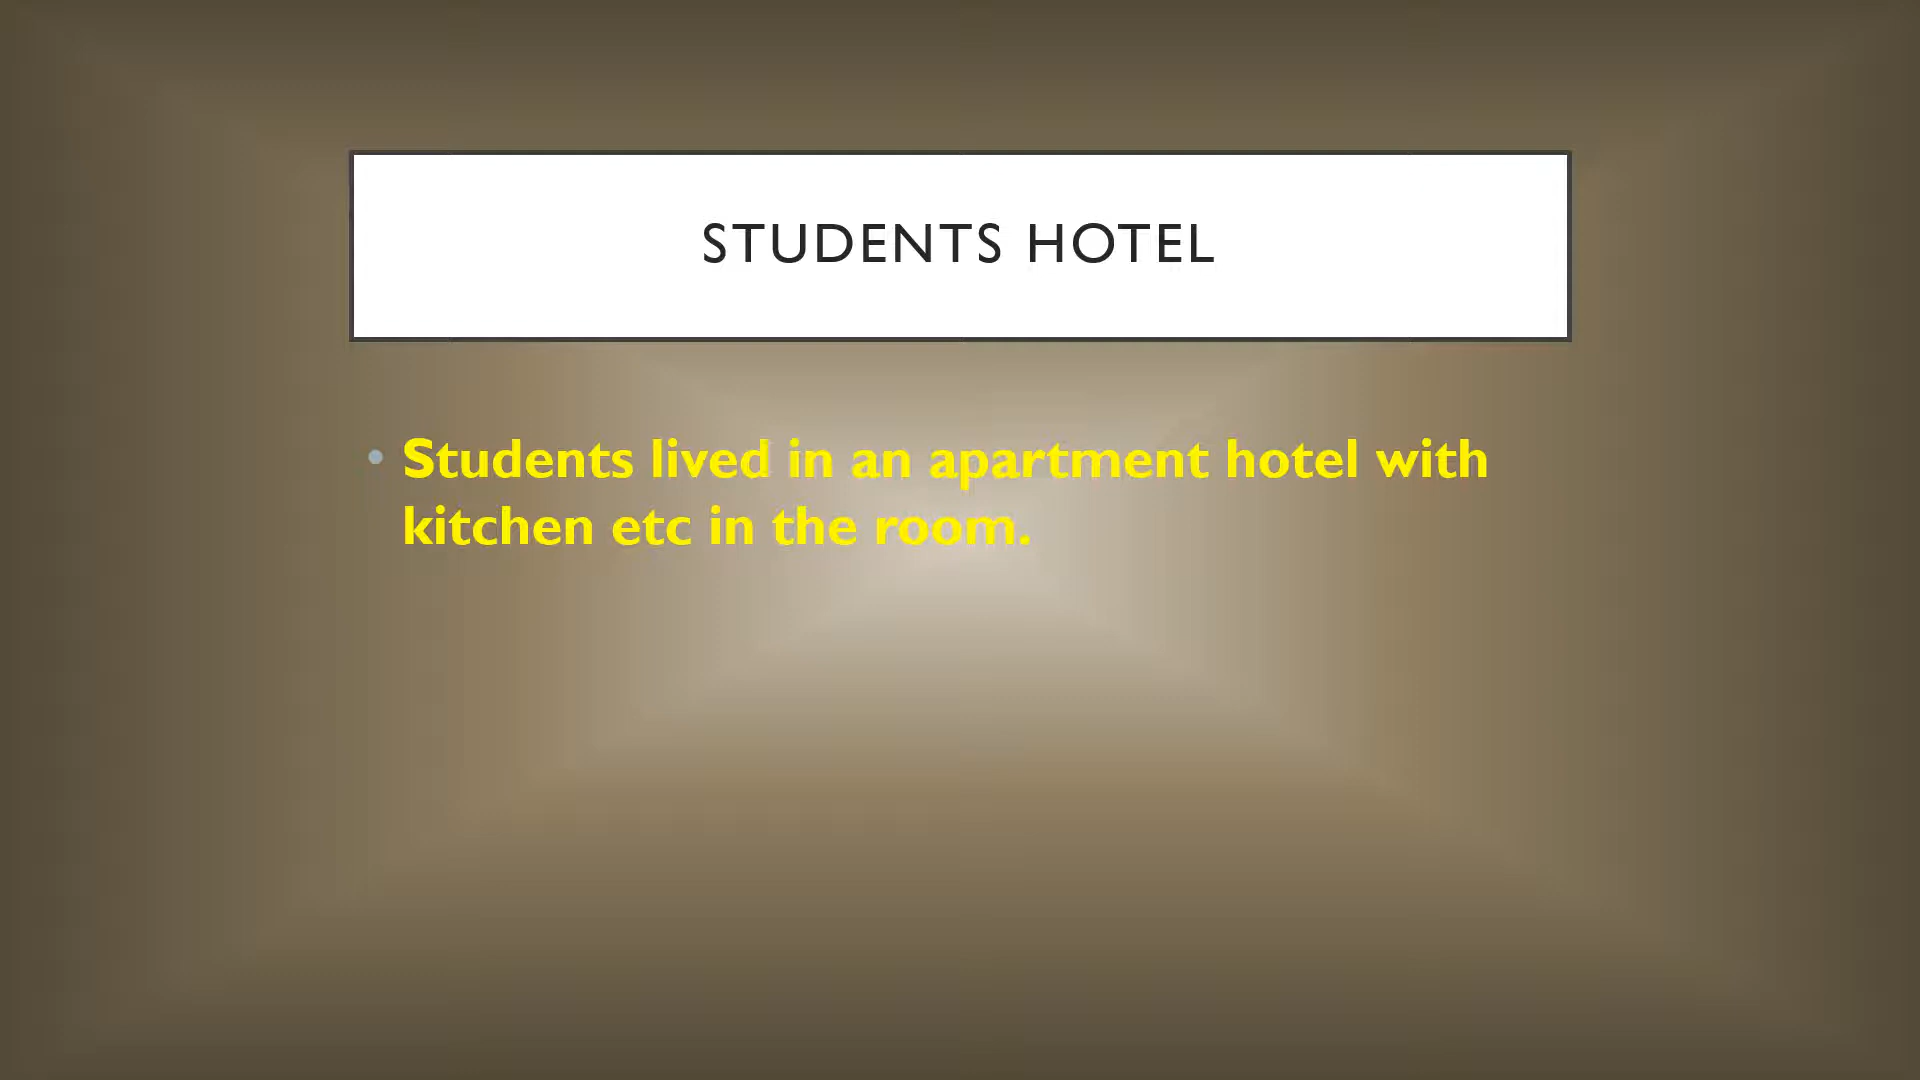 STUDENTS HOTEL
• Students lived in an apartment hotel with
kitchen etc in the room.